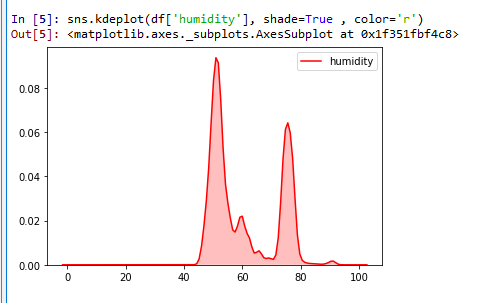 In [5]: sns.kdeplot(df['humidity'], shade=True , color='r')
Out[5]: <matplotlib.axes._subplots.AxesSubplot at 0x1f351fbf4c8>
humidity
0.08
0.06
0.04
0.02
0.00
0 20 40 60 80 100